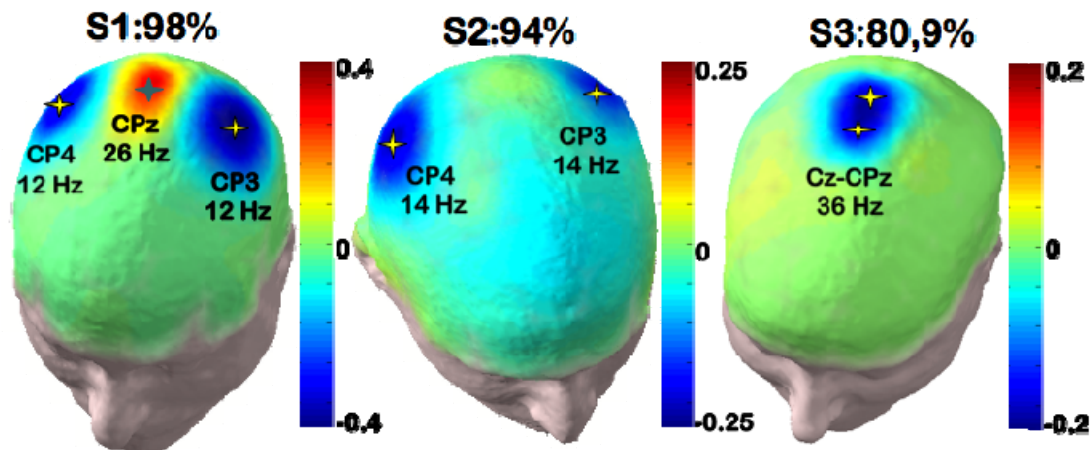 S1:98%
CPz
26 Hz
CP4
12 Hz
CP3
12 Hz
0.4
0
-0.4
S2:94%
CP3
14 Hz
CP4
14 Hz
0.25
0
-0.25
S3:80,9%
Cz-CPz
36 Hz
0.2
0
-0.2